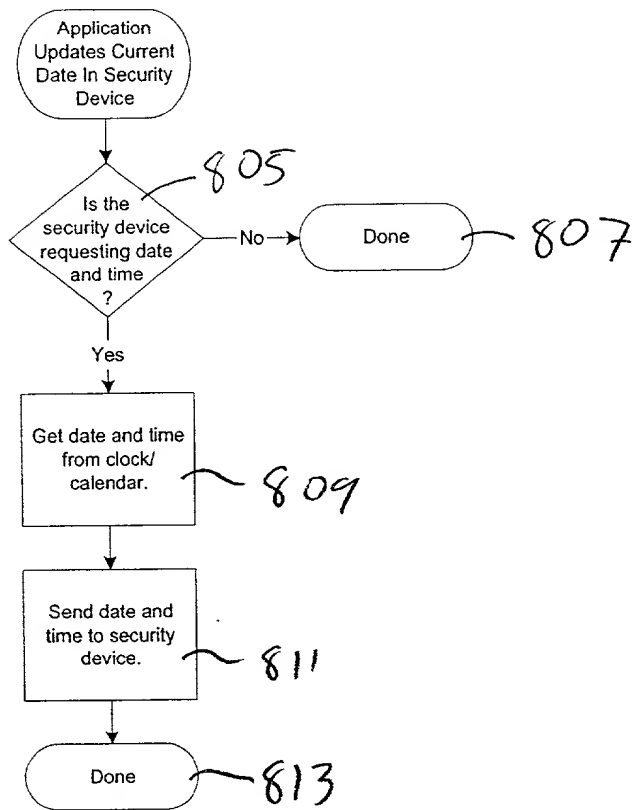 Application
Updates Current
Date In Security
Device
805
Is the
security device
requesting date
and time
?
No
Done
807
Yes
Get date and time
from clock/
calendar.
809
Send date and
time to security
device.
811
Done
813